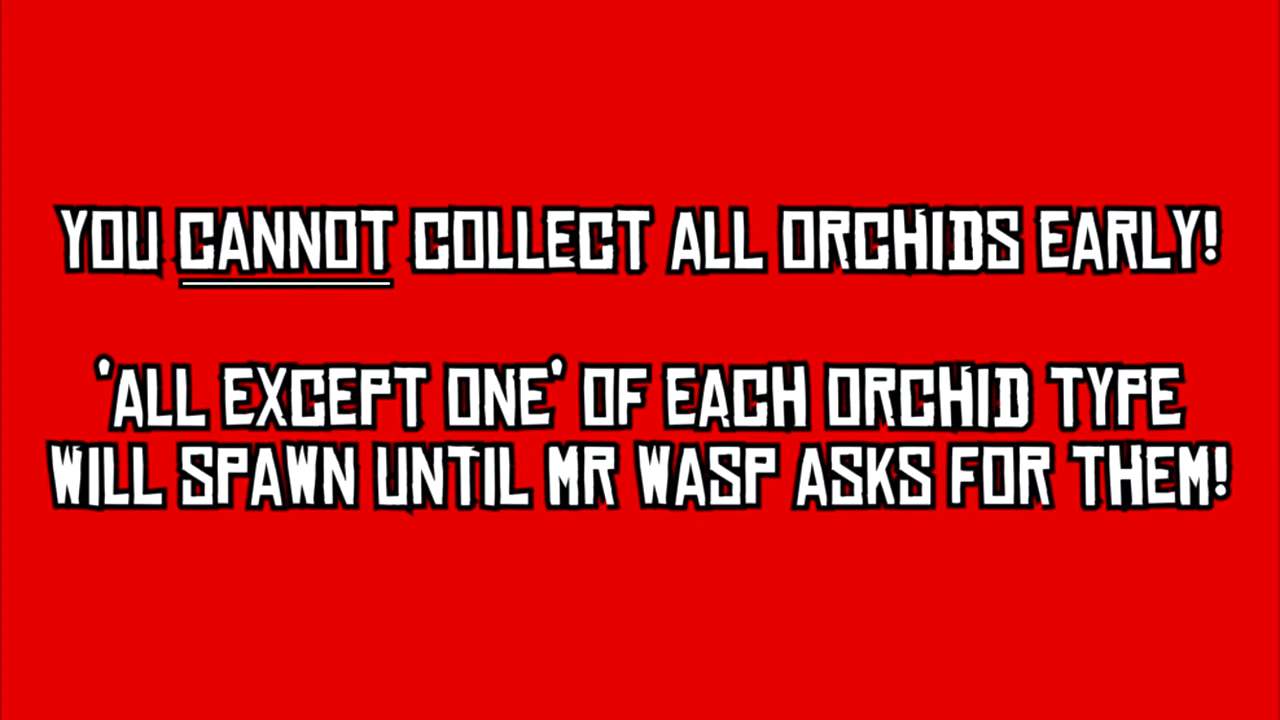 YOU CANNOT COLLECT ALL ORCHIDS EARLY!
'ALL EXCEPT ONE' OF EACH ORCHID TYPE
WILL SPAWN UNTIL MR WASP ASKS FOR THEM!